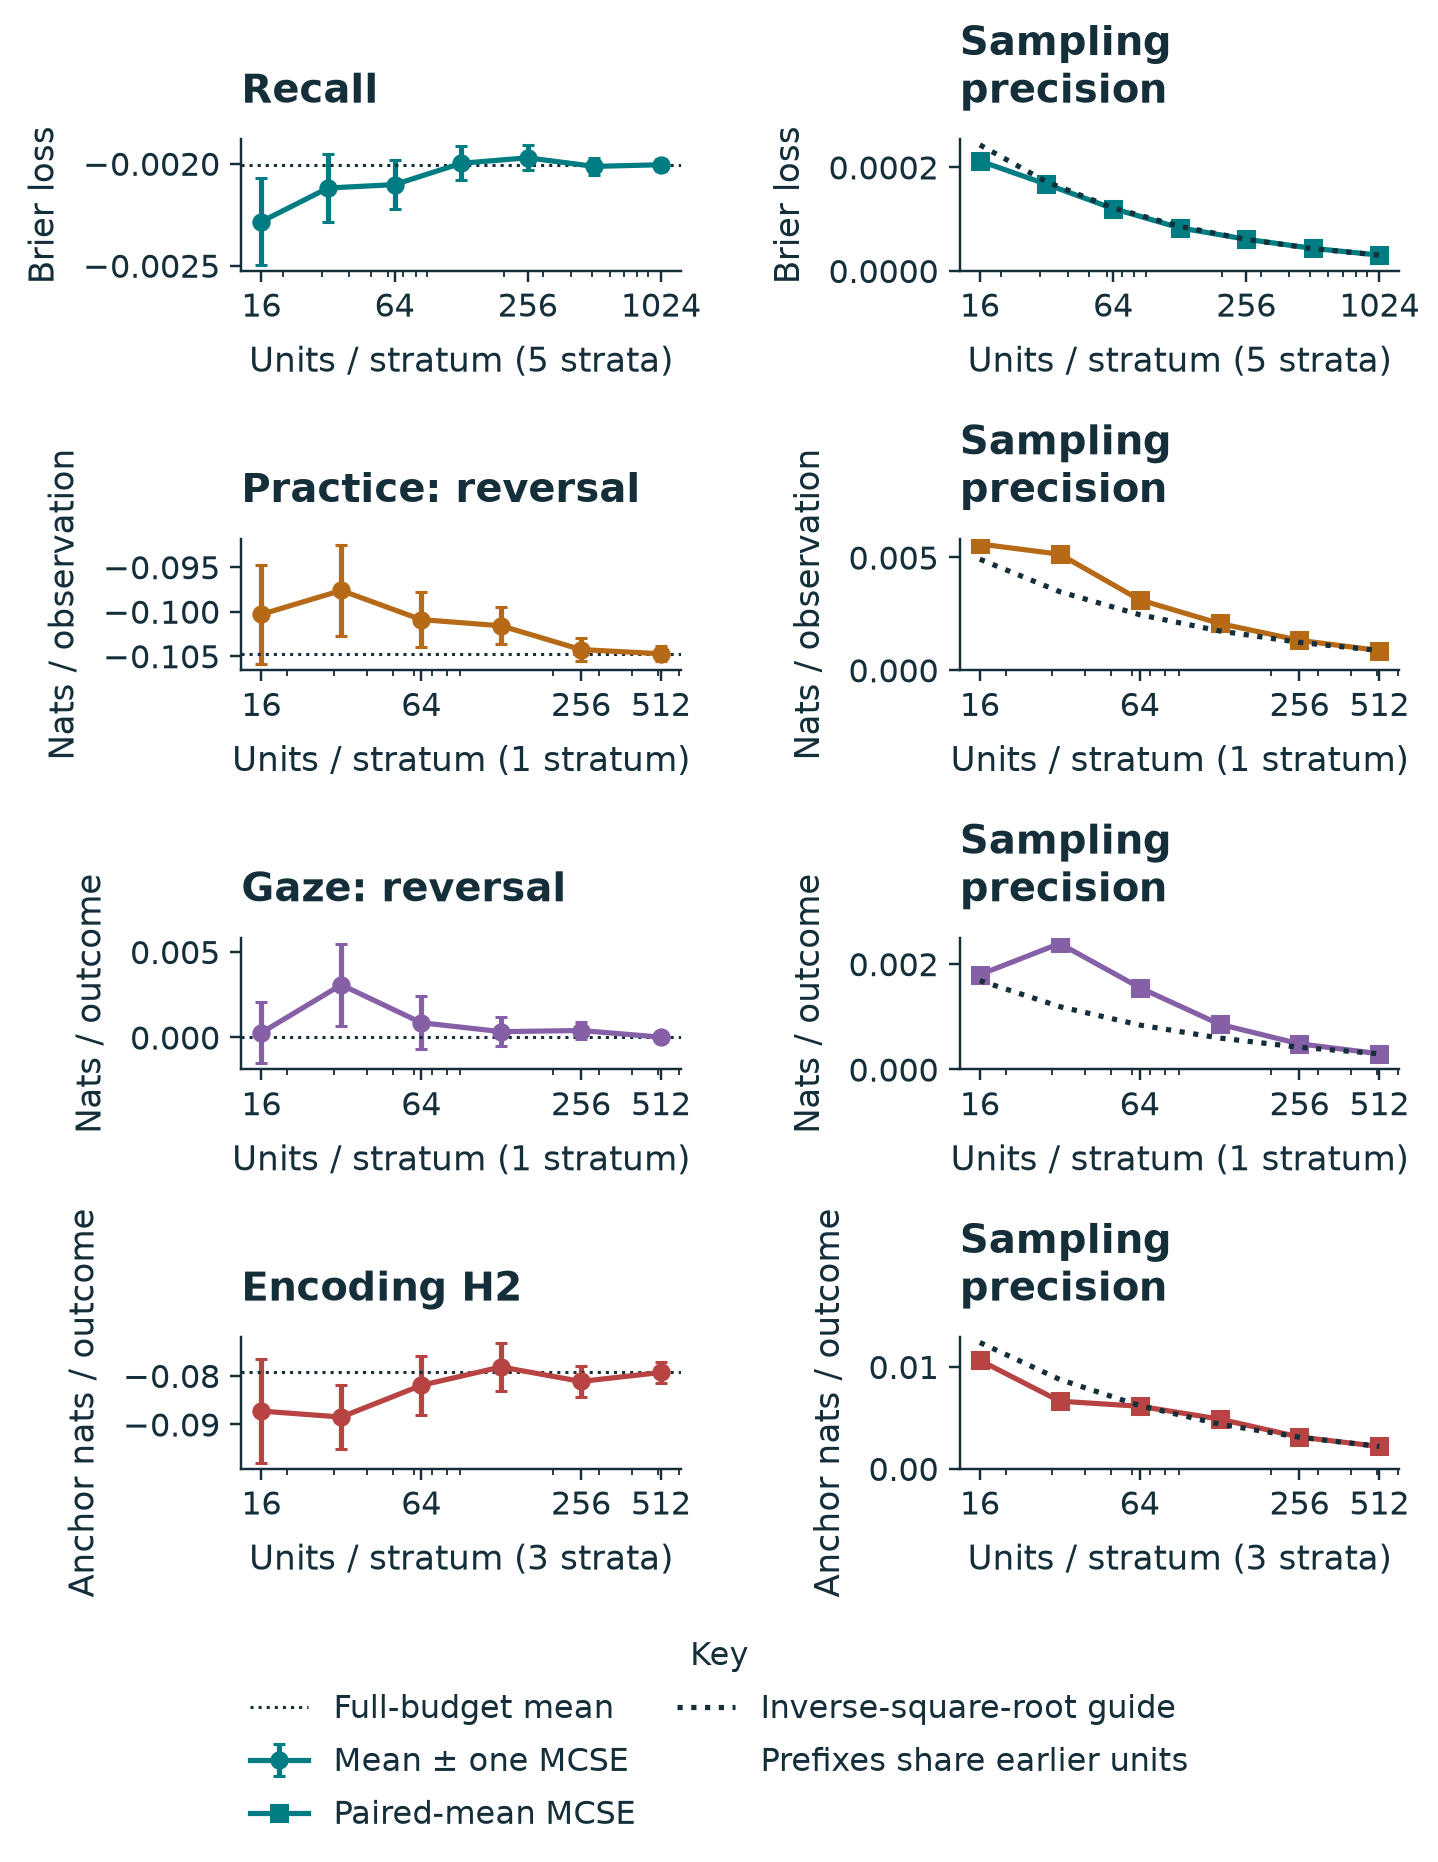 Recall
Brier loss
−0.0020
−0.0025
16 64 256 1024
Units / stratum (5 strata)
Sampling
precision
Brier loss
0.0002
0.0000
16 64 256 1024
Units / stratum (5 strata)
Practice: reversal
Nats / observation
−0.095
−0.100
−0.105
16 64 256 512
Units / stratum (1 stratum)
Sampling
precision
Nats / observation
0.005
0.000
16 64 256 512
Units / stratum (1 stratum)
Gaze: reversal
Nats / outcome
0.005
0.000
16 64 256 512
Units / stratum (1 stratum)
Sampling
precision
Nats / outcome
0.002
0.000
16 64 256 512
Units / stratum (1 stratum)
Encoding H2
Anchor nats / outcome
−0.08
−0.09
16 64 256 512
Units / stratum (3 strata)
Sampling
precision
Anchor nats / outcome
0.01
0.00
16 64 256 512
Units / stratum (3 strata)
Key
Full-budget mean
Mean ± one MCSE
Paired-mean MCSE
Inverse-square-root guide
Prefixes share earlier units